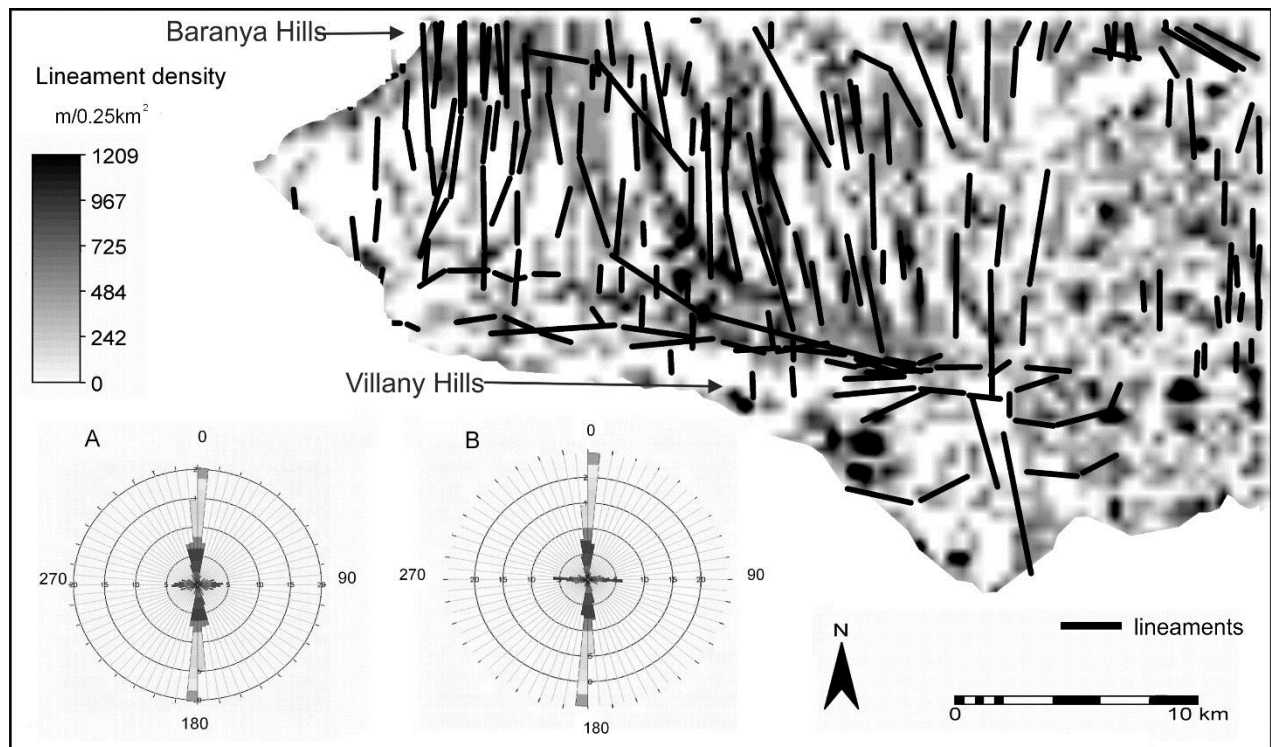 Baranya Hills
Lineament density
m/0.25km²
1209
967
725
484
242
0
Villany Hills
A
0
270
90
180
B
0
270
90
180
N
lineaments
0 10 km